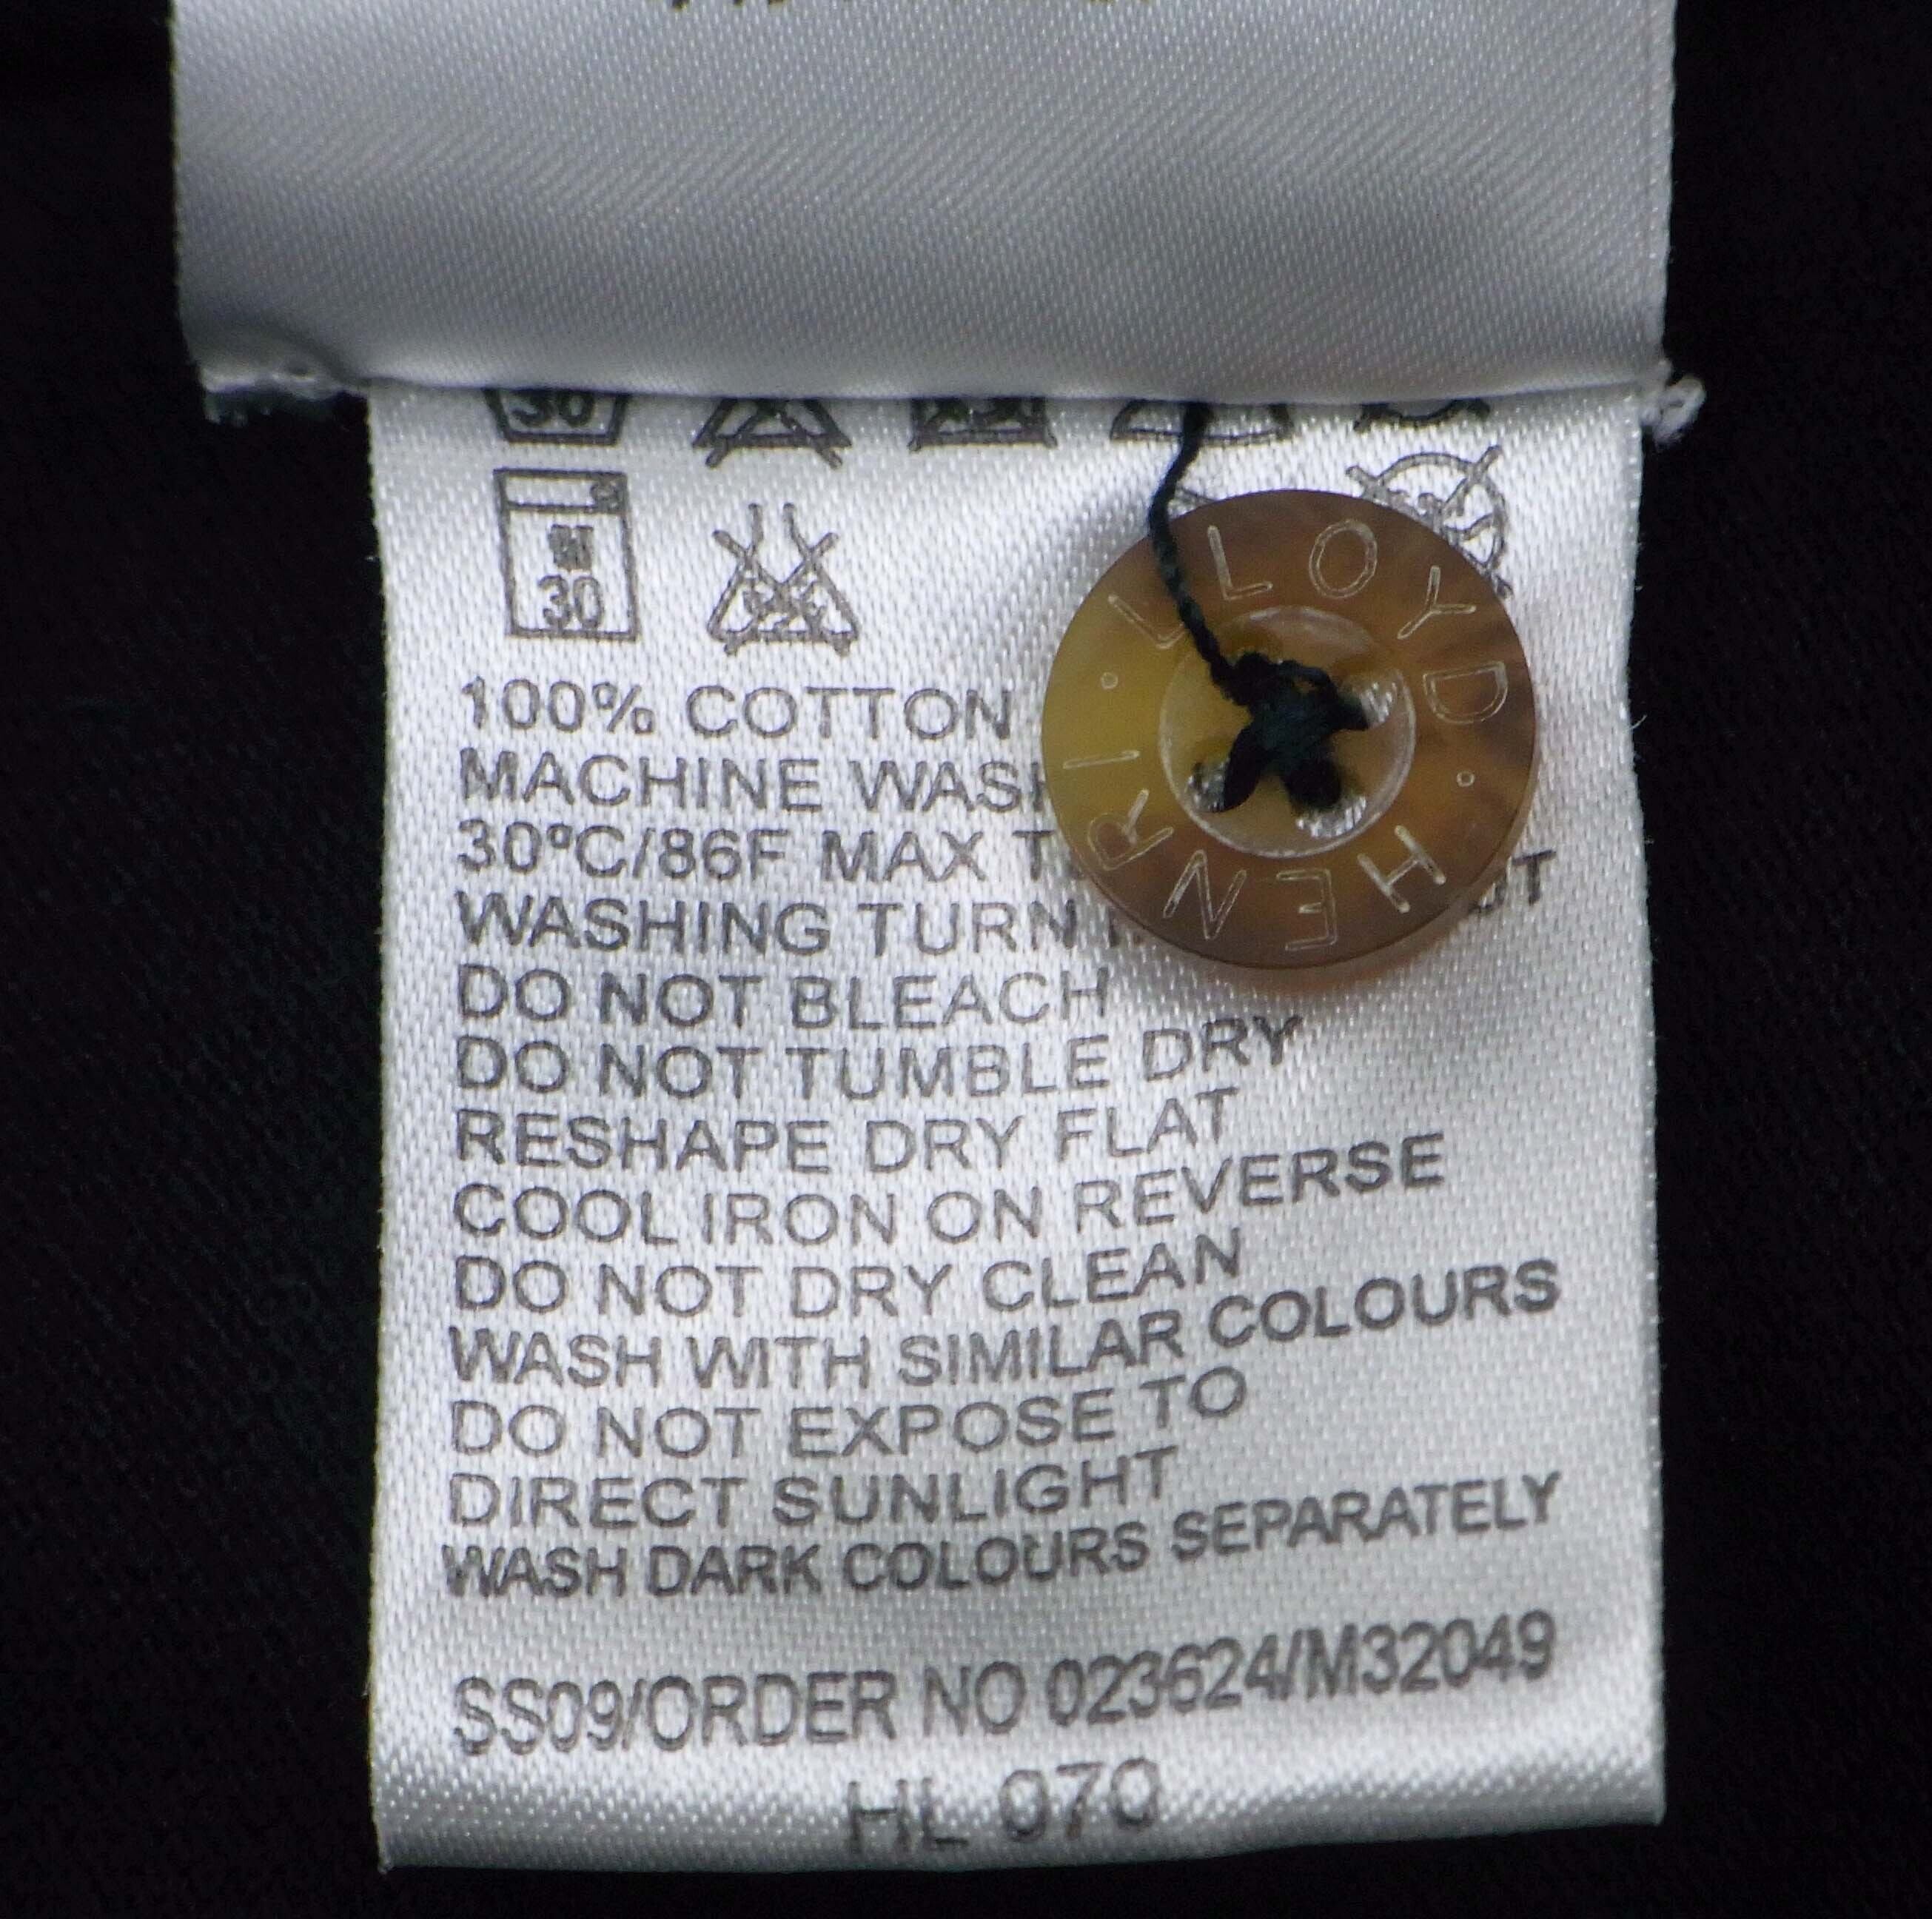 30
30
HENRI·LLOYD·
100% COTTON
MACHINE WASH
30ºC/86F MAX
WASHING TURN
DO NOT BLEACH
DO NOT TUMBLE DRY
RESHAPE DRY FLAT
COOL IRON ON REVERSE
DO NOT DRY CLEAN
WASH WITH SIMILAR COLOURS
DO NOT EXPOSE TO
DIRECT SUNLIGHT
WASH DARK COLOURS SEPARATELY
SS09/ORDER NO 023624/M32049
HL 070